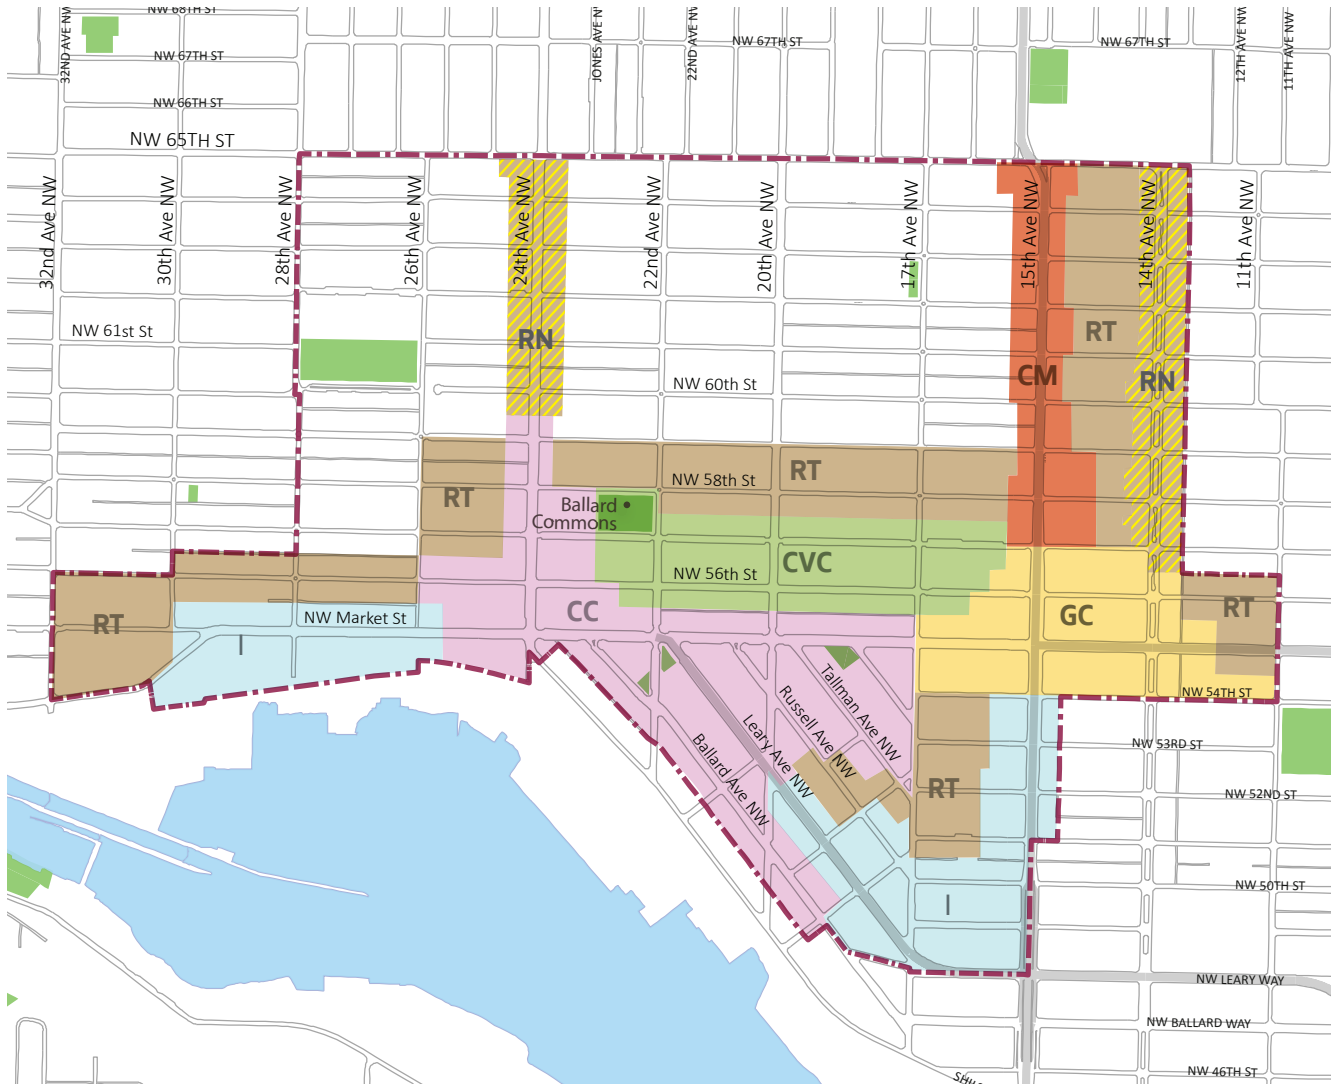 NW 68TH ST
32ND AVE NW
NW 67TH ST
JONES AVE N
22ND AVE NW
NW 67TH ST
NW 67TH ST
12TH AVE NW
11TH AVE NW
NW 66TH ST
NW 65TH ST
32nd Ave NW
30th Ave NW
28th Ave NW
26th Ave NW
24th Ave NW
22nd Ave NW
20th Ave NW
17th Ave NW
15th Ave NW
14th Ave NW
11th Ave NW
NW 61st St
RN
RT
CM
RN
NW 60th St
RT
NW 58th St
RT
Ballard
Commons
CVC
NW 56th St
RT
NW Market St
CC
GC
RT
I
Tallman Ave NW
Russell Ave NW
Leary Ave NW
Ballard Ave NW
NW 54TH ST
NW 53RD ST
RT
NW 52ND ST
NW 50TH ST
I
NW LEARY WAY
NW BALLARD WAY
NW 46TH ST